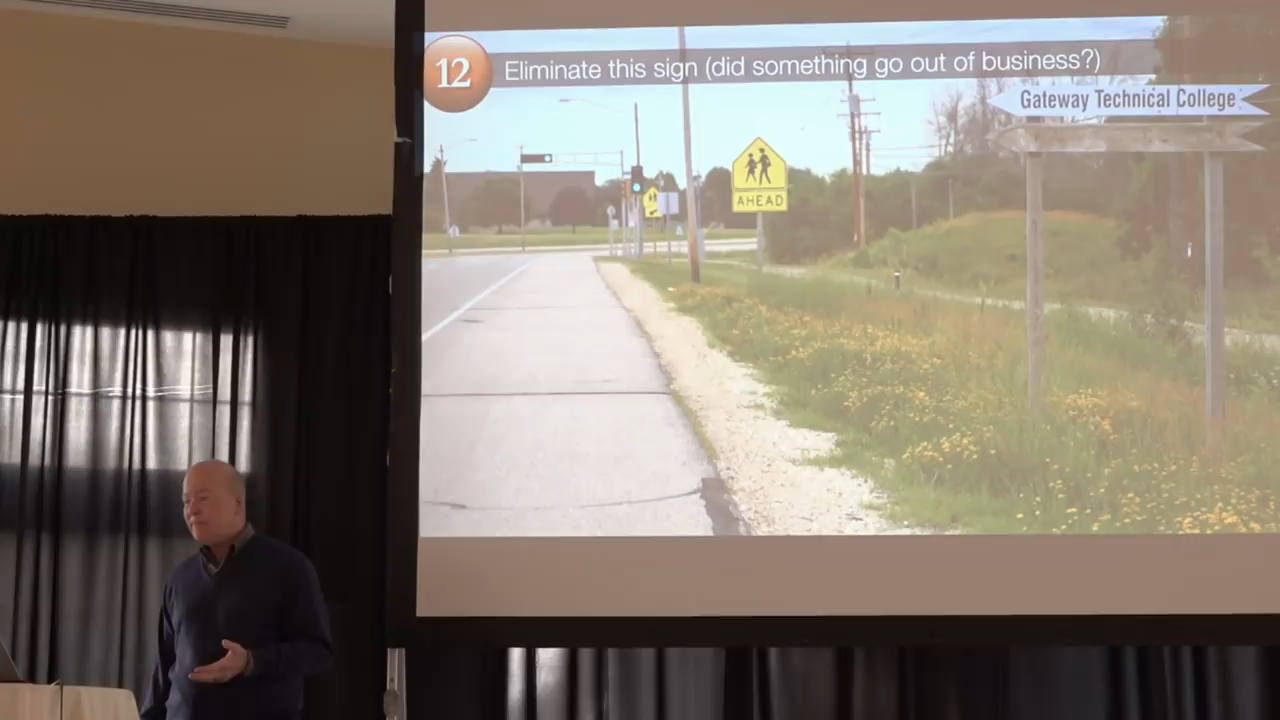 12 Eliminate this sign (did something go out of business?)
Gateway Technical College
AHEAD